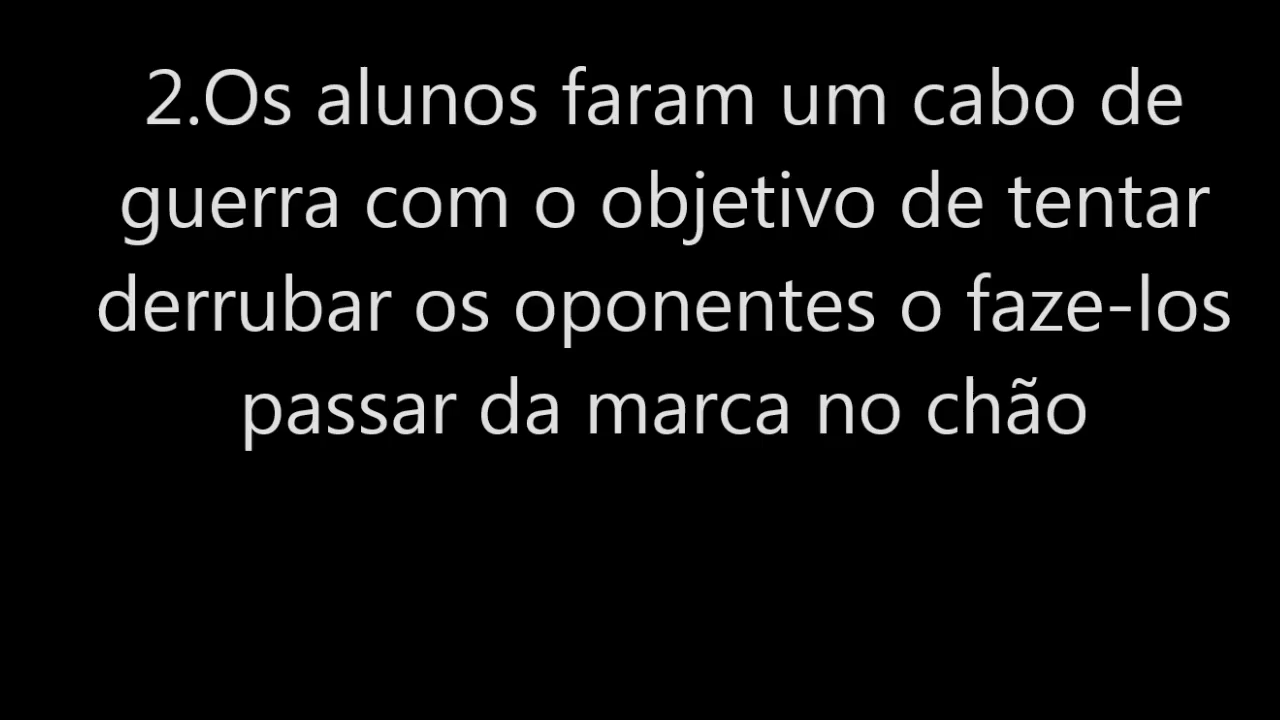 2.Os alunos faram um cabo de
guerra com o objetivo de tentar
derrubar os oponentes o faze-los
passar da marca no chão